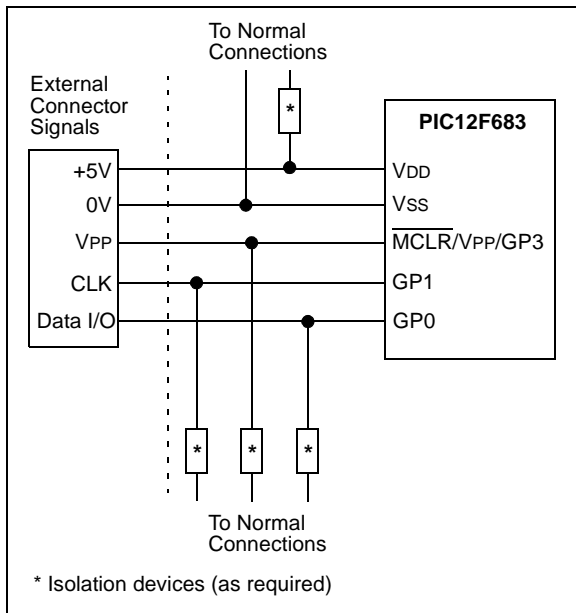 To Normal
Connections
External
Connector
Signals
*
PIC12F683
+5V
VDD
0V
VSS
VPP
MCLR/VPP/GP3
CLK
GP1
Data I/O
GP0
* * *
To Normal
Connections
* Isolation devices (as required)